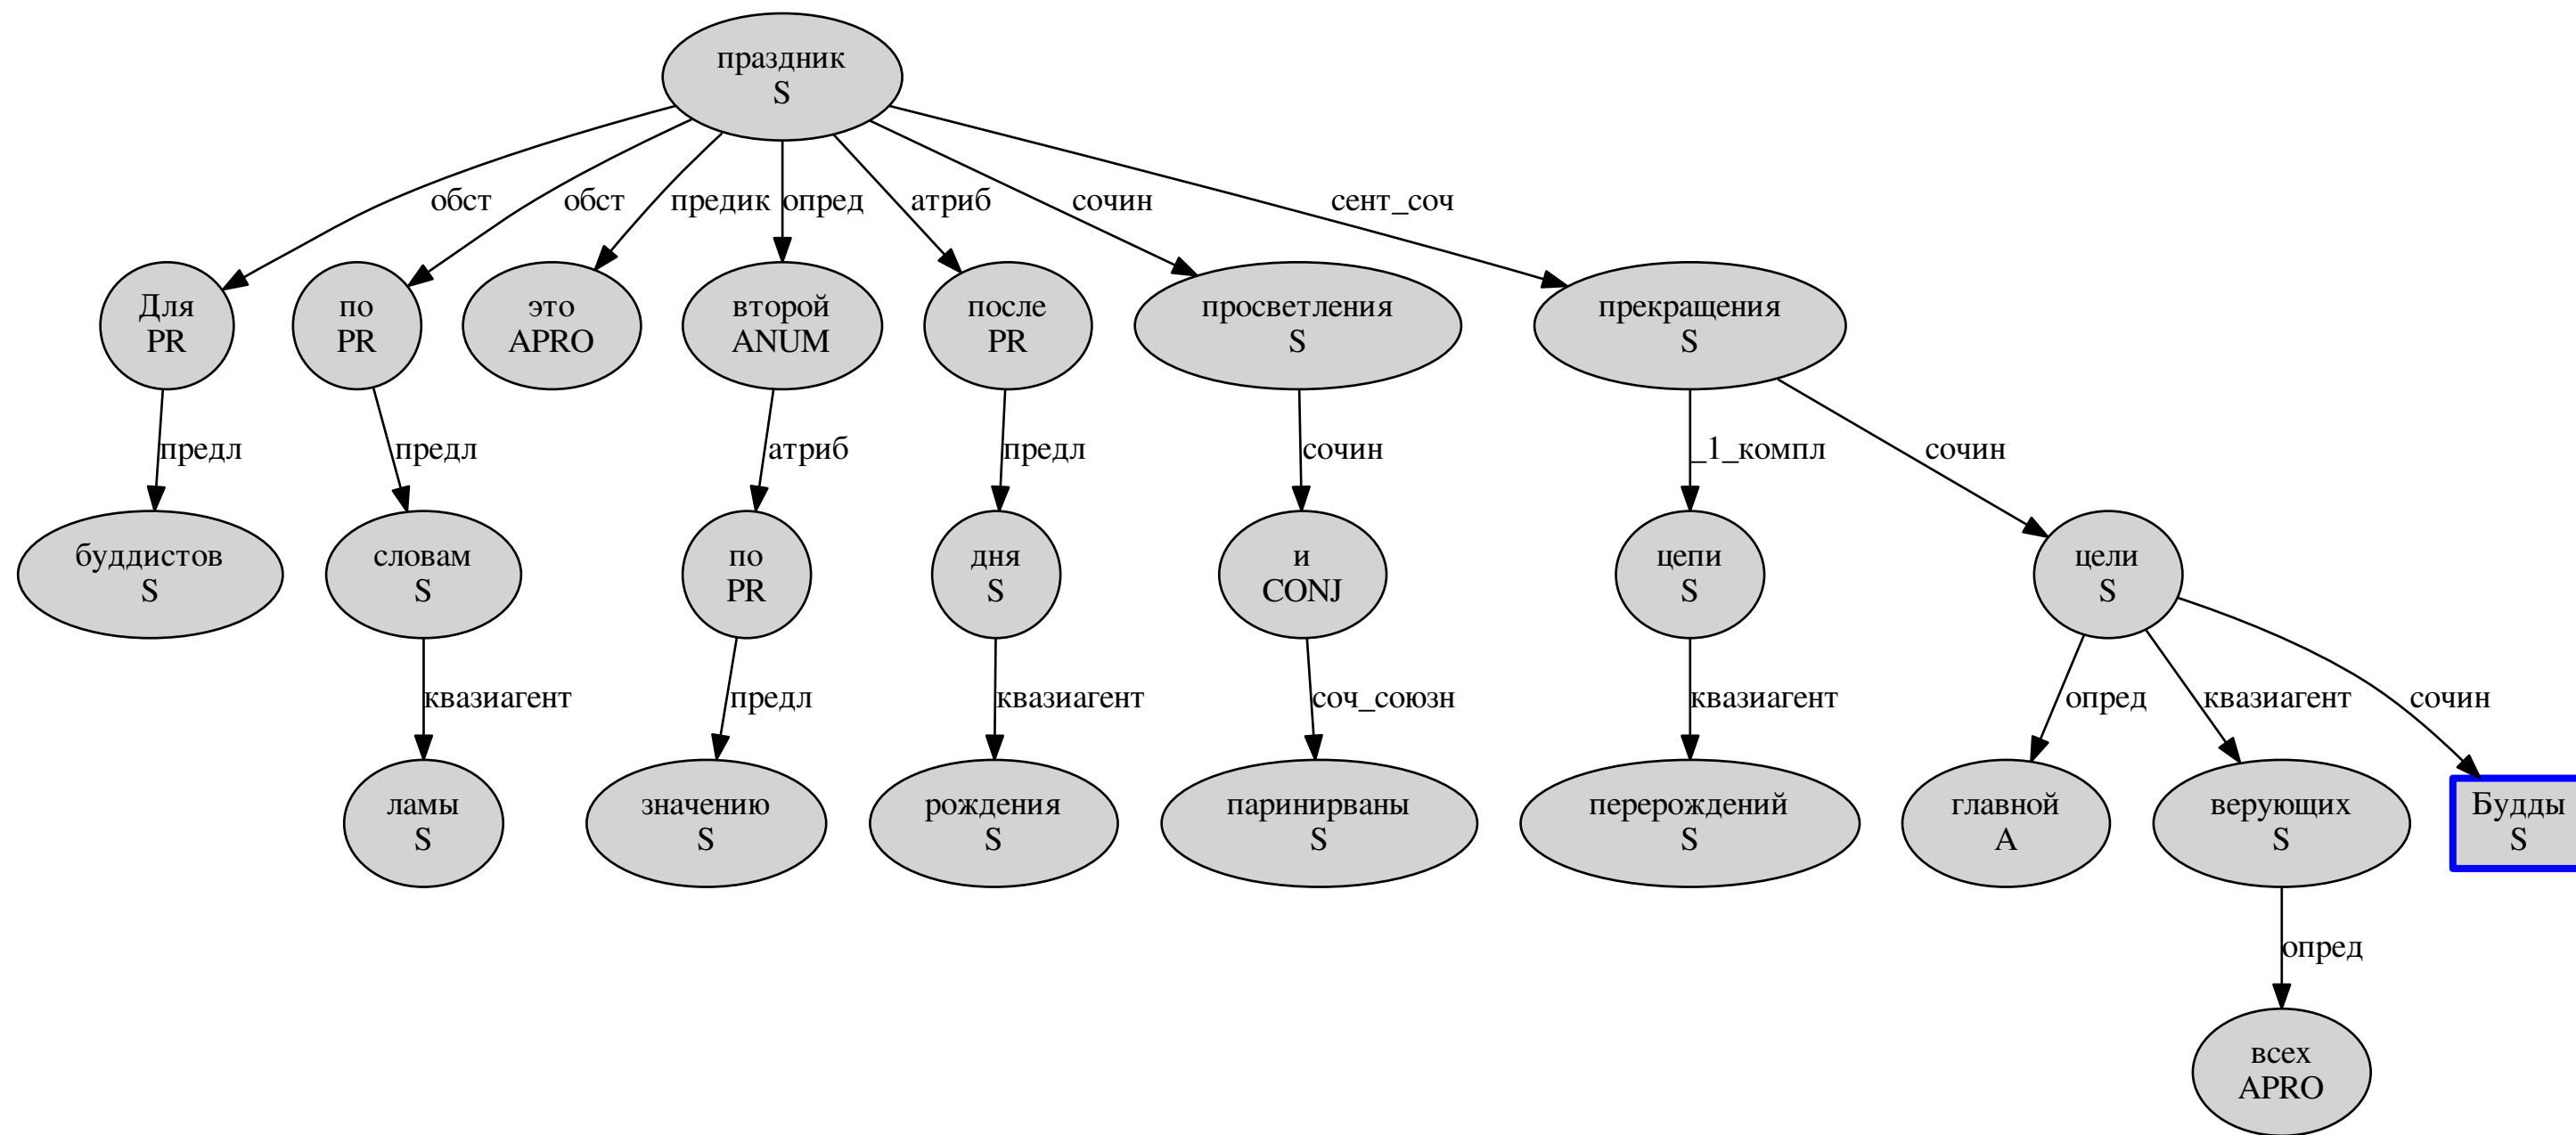 праздник
S
обст
обст
предик
опред
атриб
сочин
сент_соч
Для
PR
по
PR
это
APRO
второй
ANUM
после
PR
просветления
S
прекращения
S
предл
предл
атриб
предл
сочин
_1_компл
сочин
буддистов
S
словам
S
по
PR
дня
S
и
CONJ
цепи
S
цели
S
квазиагент
предл
квазиагент
соч_союзн
квазиагент
опред
квазиагент
сочин
ламы
S
значению
S
рождения
S
паринирваны
S
перерождений
S
главной
A
верующих
S
Будды
S
опред
всех
APRO